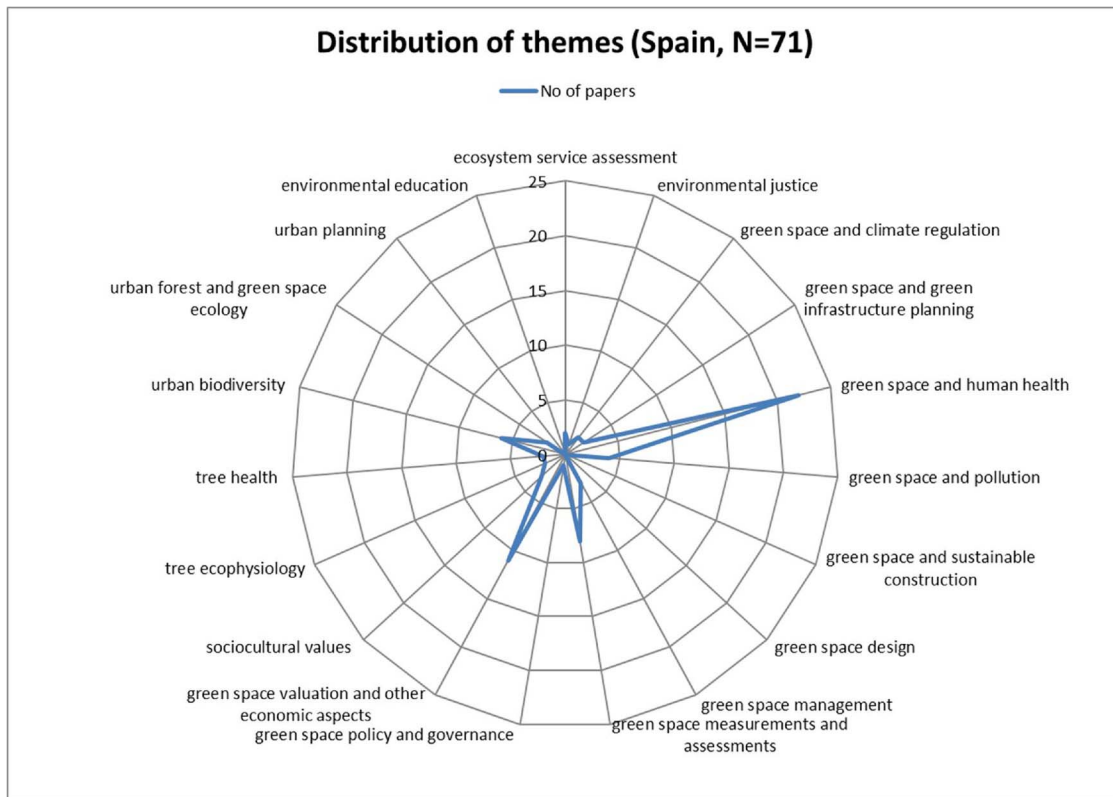 Distribution of themes (Spain, N=71)
No of papers
ecosystem service assessment
environmental justice
green space and climate regulation
green space and green
infrastructure planning
green space and human health
green space and pollution
green space and sustainable
construction
green space design
green space management
green space measurements and
assessments
green space policy and governance
green space valuation and other
economic aspects
sociocultural values
tree ecophysiology
tree health
urban biodiversity
urban forest and green space
ecology
urban planning
environmental education
25
20
15
10
5
0